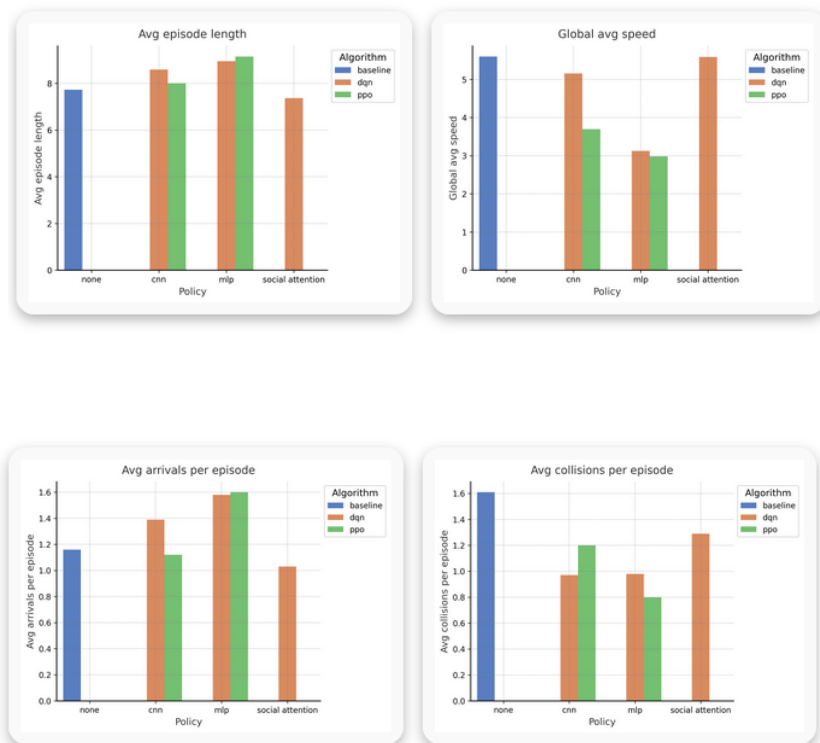 Avg episode length
Algorithm
baseline
dqn
ppo
Avg episode length
8
6
4
2
0
none cnn mlp social attention
Policy
Global avg speed
Algorithm
baseline
dqn
ppo
Global avg speed
5
4
3
2
1
0
none cnn mlp social attention
Policy
Avg arrivals per episode
Algorithm
baseline
dqn
ppo
Avg arrivals per episode
1.6
1.4
1.2
1.0
0.8
0.6
0.4
0.2
0.0
none cnn mlp social attention
Policy
Avg collisions per episode
Algorithm
baseline
dqn
ppo
Avg collisions per episode
1.6
1.4
1.2
1.0
0.8
0.6
0.4
0.2
0.0
none cnn mlp social attention
Policy